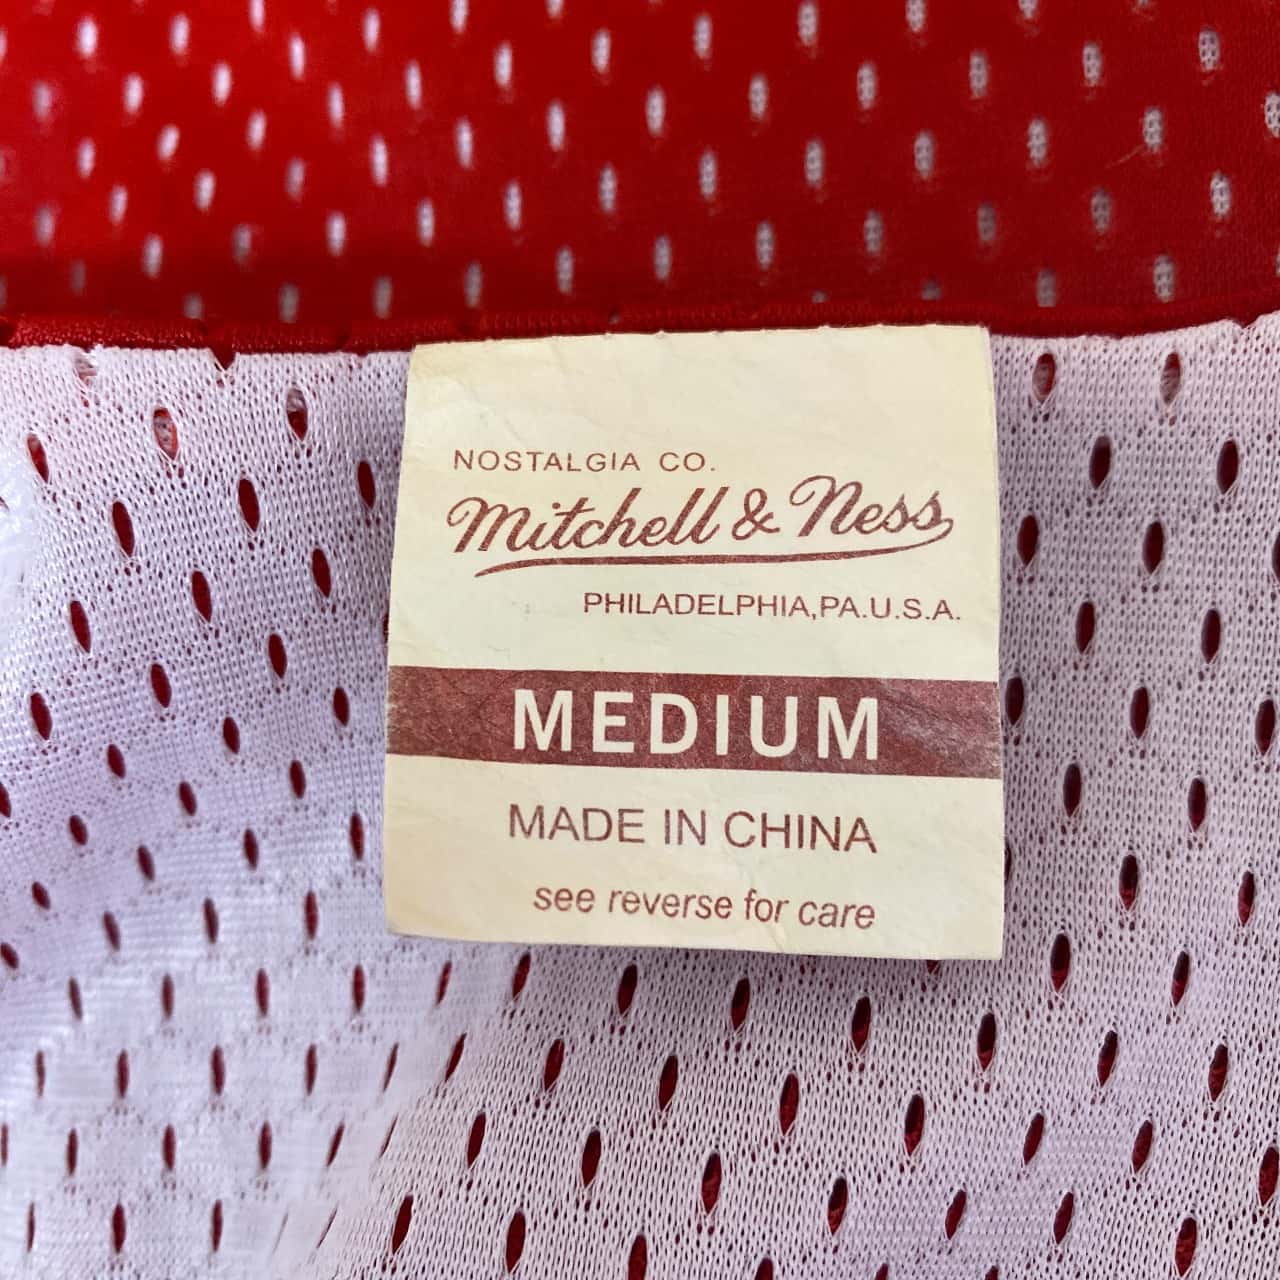 NOSTALGIA CO.
Mitchell & Ness
PHILADELPHIA,PA.U.S.A.
MEDIUM
MADE IN CHINA
see reverse for care